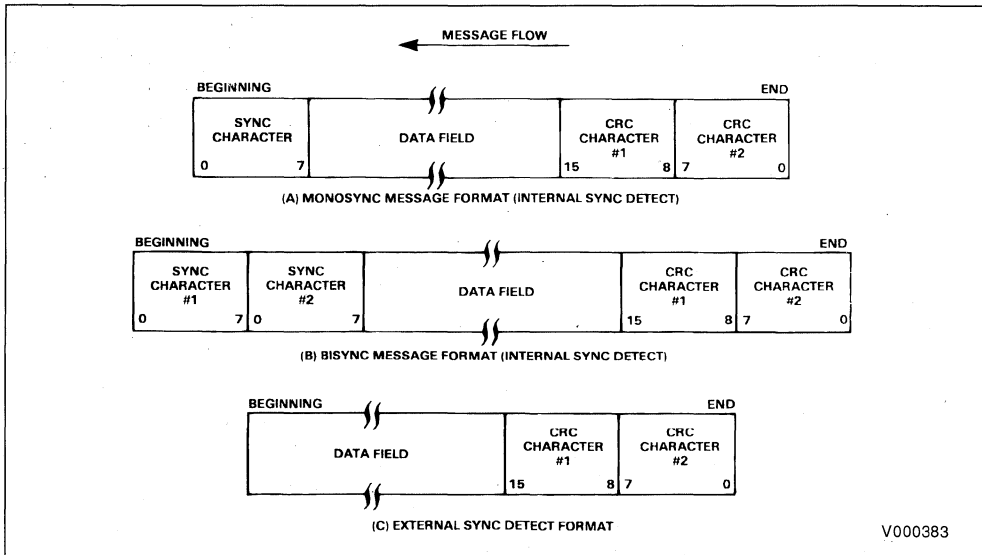 MESSAGE FLOW
BEGINNING END
SYNC CHARACTER DATA FIELD CRC CHARACTER #1 CRC CHARACTER #2
0 7 15 8 7 0
(A) MONOSYNC MESSAGE FORMAT (INTERNAL SYNC DETECT)
BEGINNING END
SYNC CHARACTER #1 SYNC CHARACTER #2 DATA FIELD CRC CHARACTER #1 CRC CHARACTER #2
0 7 0 7 15 8 7 0
(B) BISYNC MESSAGE FORMAT (INTERNAL SYNC DETECT)
BEGINNING END
DATA FIELD CRC CHARACTER #1 CRC CHARACTER #2
15 8 7 0
(C) EXTERNAL SYNC DETECT FORMAT
V000383